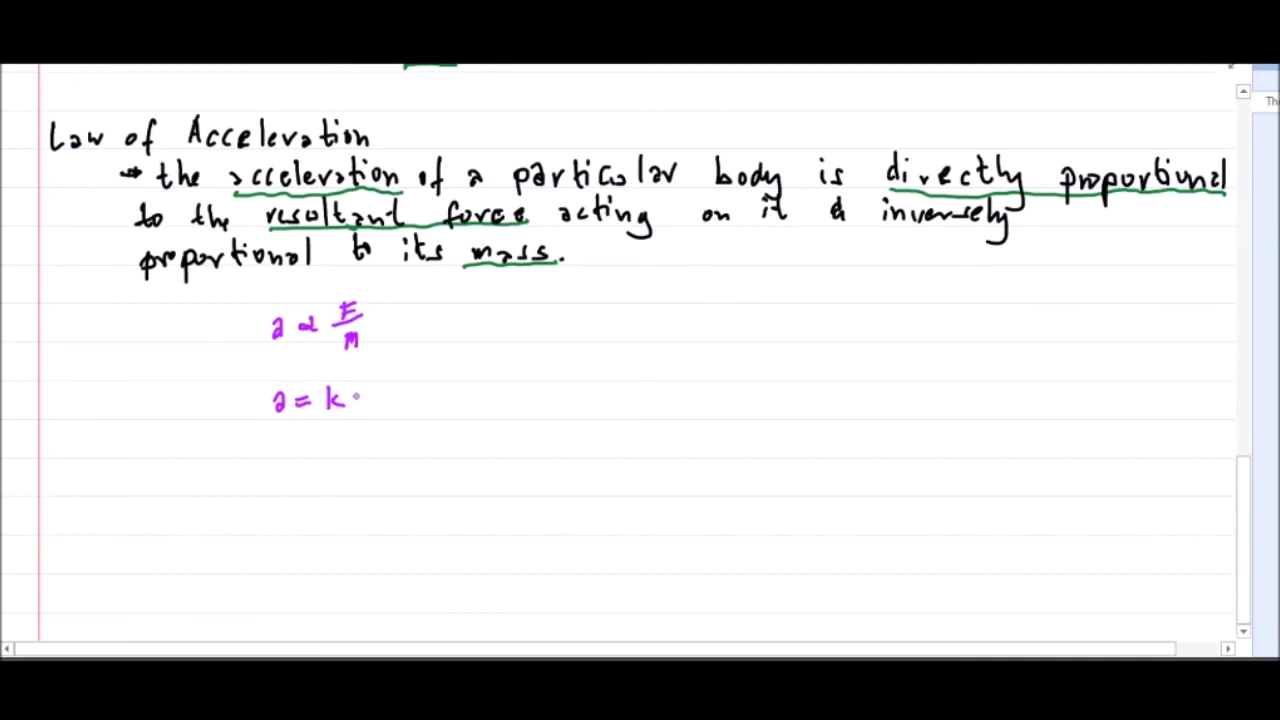 Law of Acceleration
→ the acceleration of a particular body is directly proportional
to the resultant force acting on it & inversely
proportional to its mass.
a ∝ F/m
a = k
Th